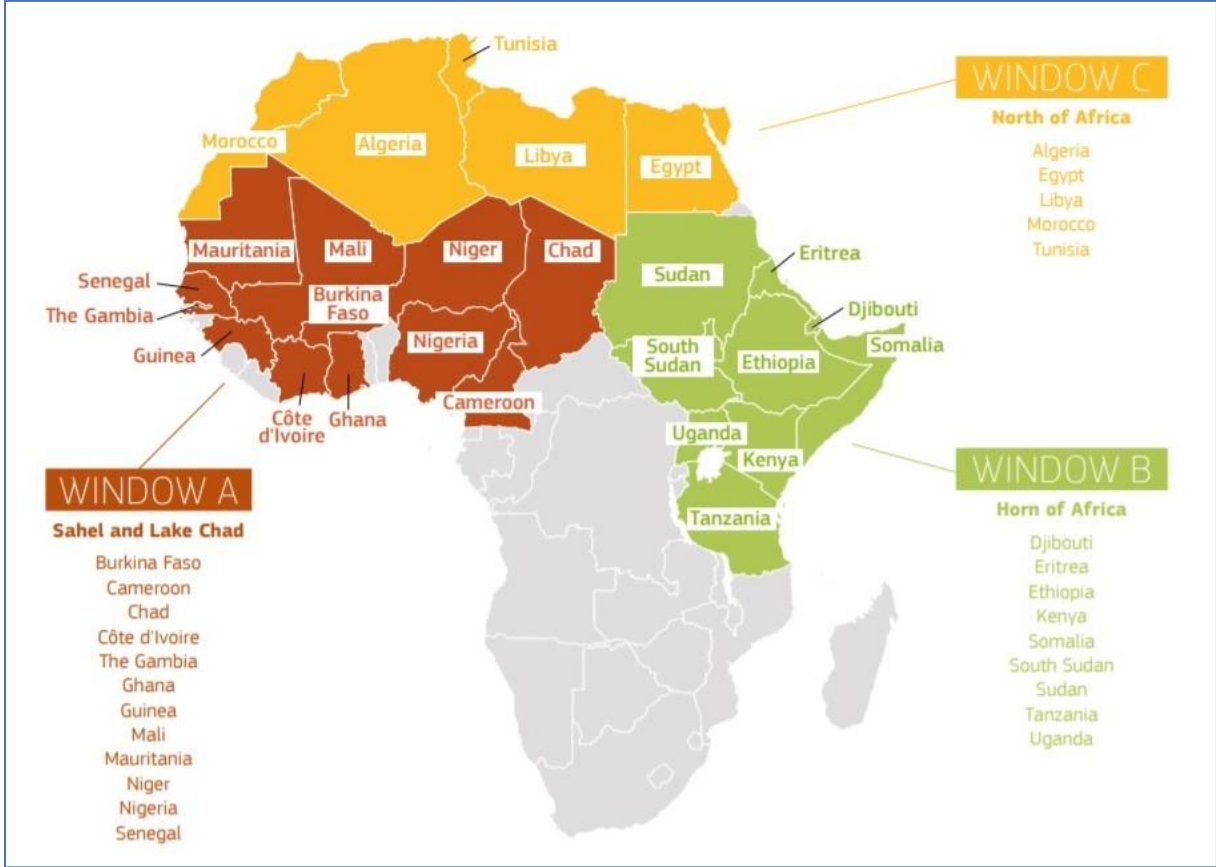 Tunisia
Morocco
Algeria
Libya
Egypt
Mauritania
Mali
Niger
Chad
Sudan
Eritrea
Senegal
The Gambia
Burkina
Faso
Djibouti
Guinea
Nigeria
South
Sudan
Ethiopia
Somalia
Côte
d'Ivoire
Ghana
Cameroon
Uganda
Kenya
Tanzania
WINDOW C
North of Africa
Algeria
Egypt
Libya
Morocco
Tunisia
WINDOW A
Sahel and Lake Chad
Burkina Faso
Cameroon
Chad
Côte d'Ivoire
The Gambia
Ghana
Guinea
Mali
Mauritania
Niger
Nigeria
Senegal
WINDOW B
Horn of Africa
Djibouti
Eritrea
Ethiopia
Kenya
Somalia
South Sudan
Sudan
Tanzania
Uganda